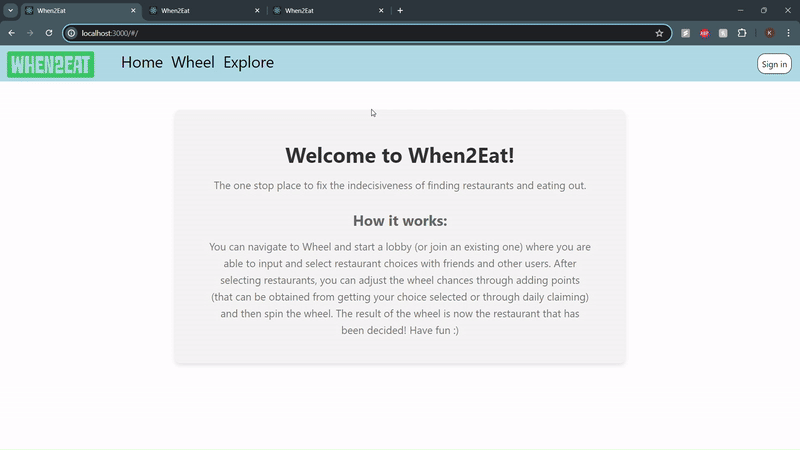 When2Eat
When2Eat
When2Eat
localhost:3000/#/
ABP
K
WHEN2EAT
Home Wheel Explore
Sign in
Welcome to When2Eat!
The one stop place to fix the indecisiveness of finding restaurants and eating out.
How it works:
You can navigate to Wheel and start a lobby (or join an existing one) where you are
able to input and select restaurant choices with friends and other users. After
selecting restaurants, you can adjust the wheel chances through adding points
(that can be obtained from getting your choice selected or through daily claiming)
and then spin the wheel. The result of the wheel is now the restaurant that has
been decided! Have fun :)